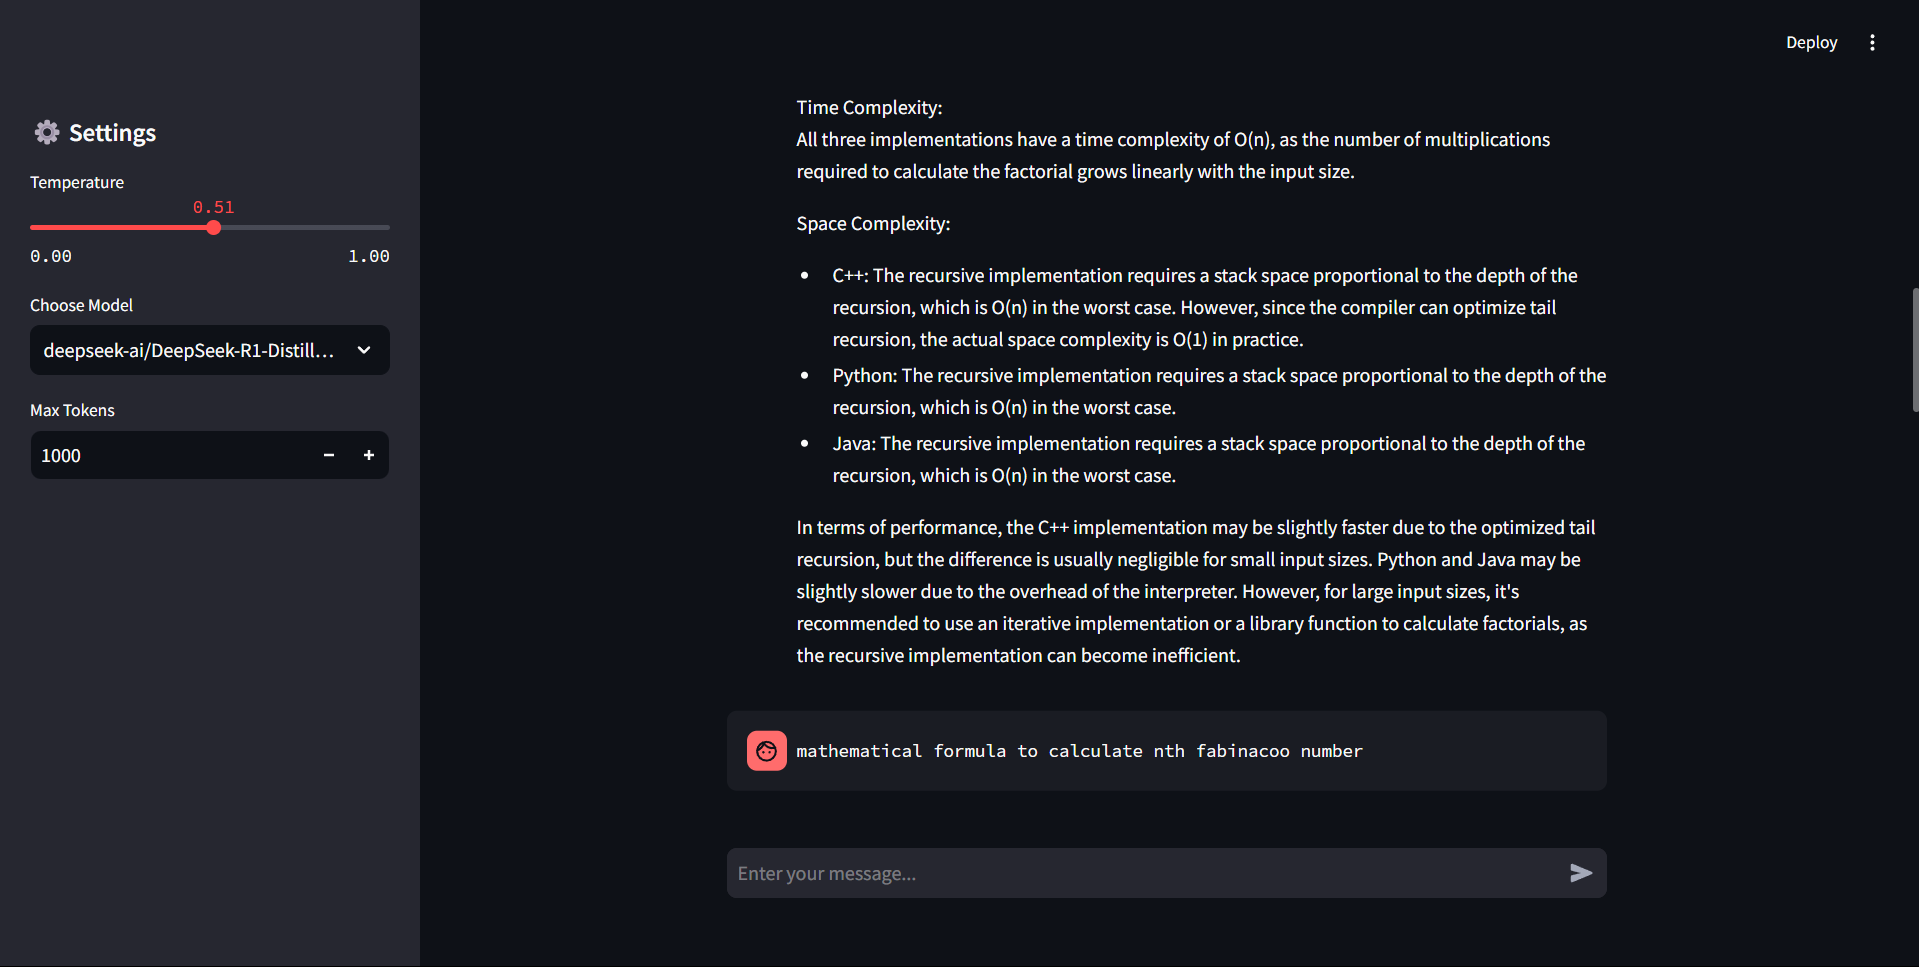 Deploy
Settings
Temperature
0.51
0.00 1.00
Choose Model
deepseek-ai/DeepSeek-R1-Distill...
Max Tokens
1000
Time Complexity:
All three implementations have a time complexity of O(n), as the number of multiplications
required to calculate the factorial grows linearly with the input size.
Space Complexity:
• C++: The recursive implementation requires a stack space proportional to the depth of the
recursion, which is O(n) in the worst case. However, since the compiler can optimize tail
recursion, the actual space complexity is O(1) in practice.
• Python: The recursive implementation requires a stack space proportional to the depth of the
recursion, which is O(n) in the worst case.
• Java: The recursive implementation requires a stack space proportional to the depth of the
recursion, which is O(n) in the worst case.
In terms of performance, the C++ implementation may be slightly faster due to the optimized tail
recursion, but the difference is usually negligible for small input sizes. Python and Java may be
slightly slower due to the overhead of the interpreter. However, for large input sizes, it's
recommended to use an iterative implementation or a library function to calculate factorials, as
the recursive implementation can become inefficient.
mathematical formula to calculate nth fabinacoo number
Enter your message...